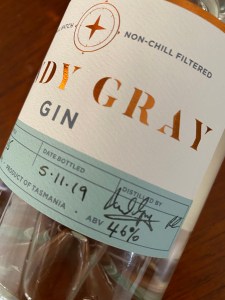 NON-CHILL FILTERED
DY GRAY
GIN
DATE BOTTLED
5.11.19
DISTILLED BY
PRODUCT OF TASMANIA
ABV
46%